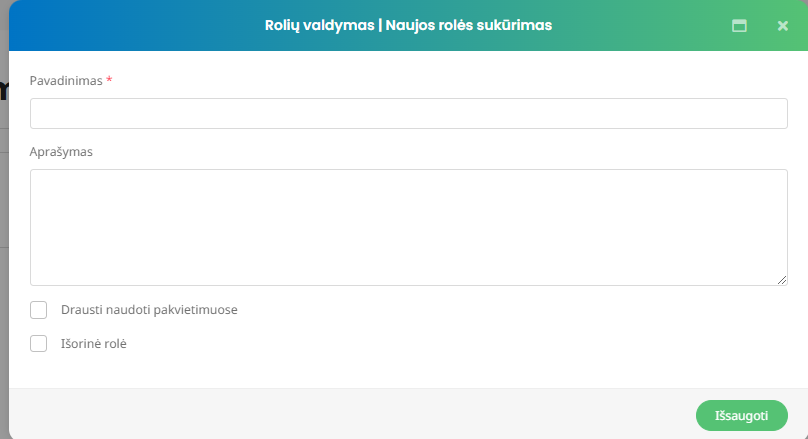 Rolių valdymas | Naujos rolės sukūrimas
Pavadinimas *
Aprašymas
Drausti naudoti pakvietimuose
Išorinė rolė
Išsaugoti